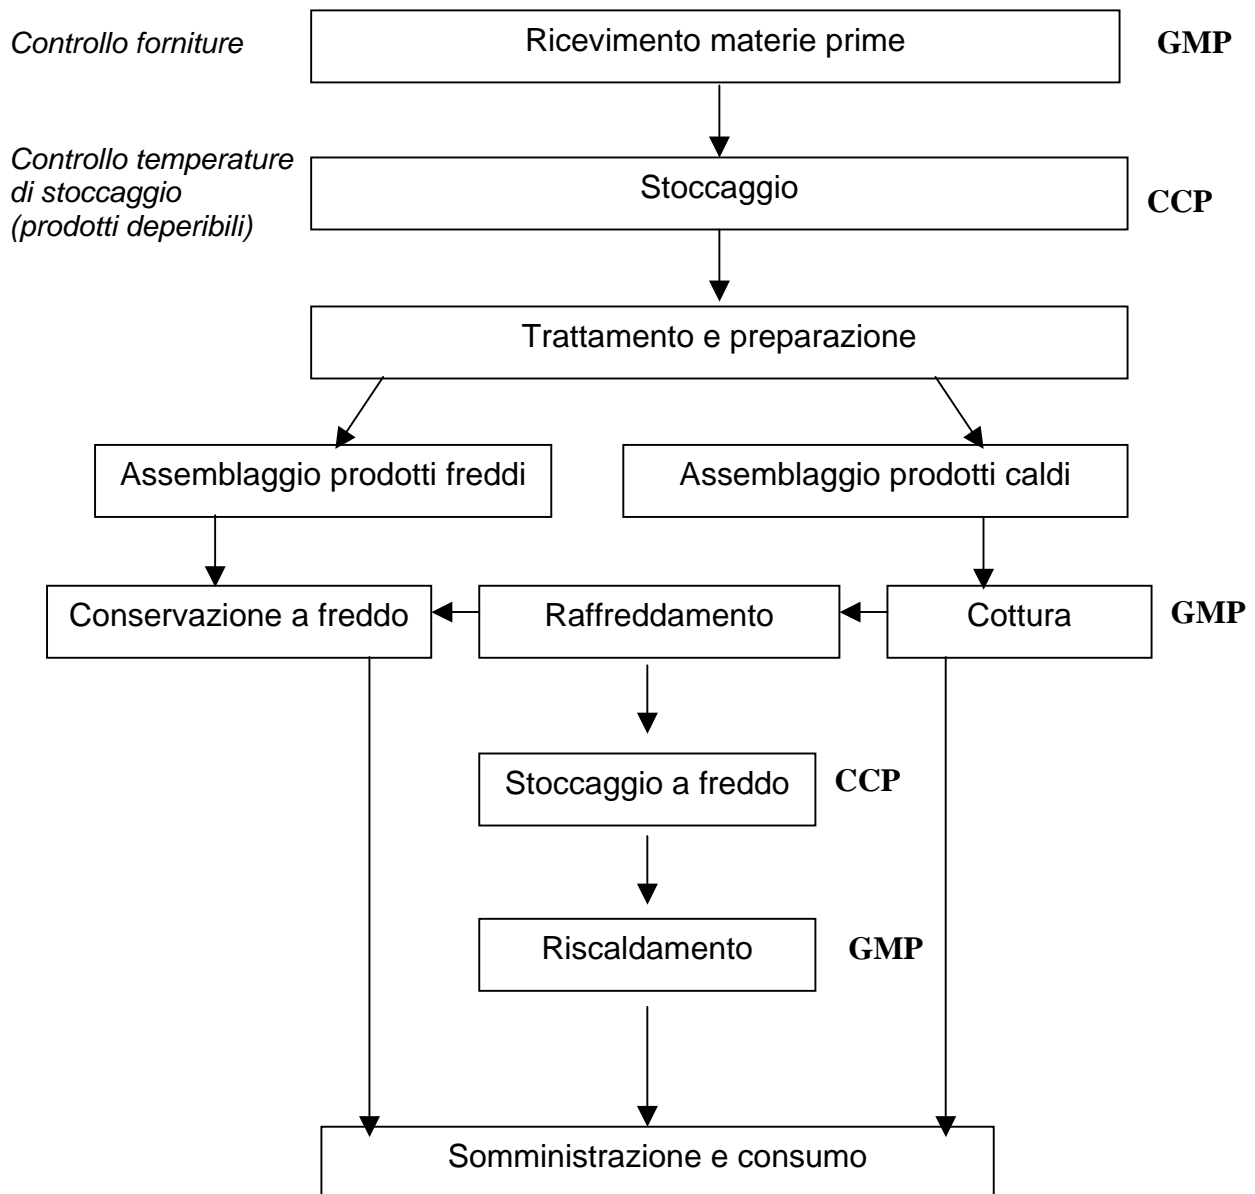 Controllo forniture
Ricevimento materie prime
GMP
Controllo temperature
di stoccaggio
(prodotti deperibili)
Stoccaggio
CCP
Trattamento e preparazione
Assemblaggio prodotti freddi
Assemblaggio prodotti caldi
Conservazione a freddo
Raffreddamento
Cottura
GMP
Stoccaggio a freddo
CCP
Riscaldamento
GMP
Somministrazione e consumo